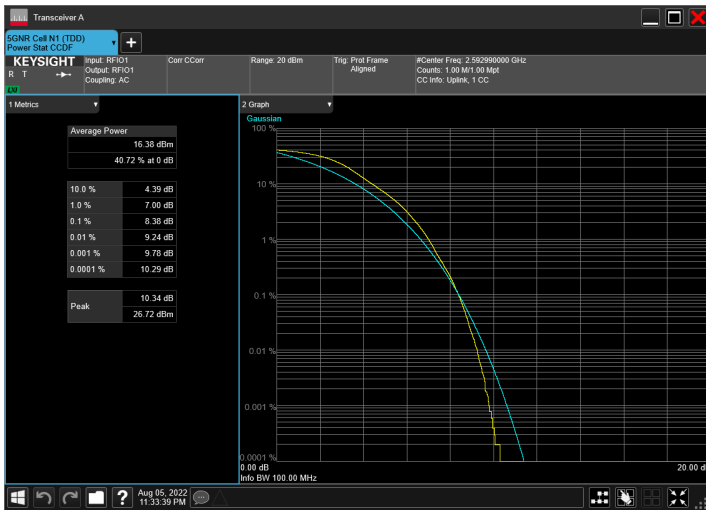 Transceiver A
5GNR Cell N1 (TDD)
Power Stat CCDF
KEYSIGHT
R T
LXI
Input: RFIO1
Output: RFIO1
Coupling: AC
Corr CCorr
Range: 20 dBm
Trig: Prot Frame
Aligned
#Center Freq: 2.592990000 GHz
Counts: 1.00 M/1.00 Mpt
CC Info: Uplink, 1 CC
1 Metrics
Average Power
16.38 dBm
40.72 % at 0 dB
10.0 % 4.39 dB
1.0 % 7.00 dB
0.1 % 8.38 dB
0.01 % 9.24 dB
0.001 % 9.78 dB
0.0001 % 10.29 dB
Peak
10.34 dB
26.72 dBm
2 Graph
Gaussian
100 %
10 %
1 %
0.1 %
0.01 %
0.001 %
0.0001 %
0.00 dB
20.00 d
Info BW 100.00 MHz
Aug 05, 2022
11:33:39 PM